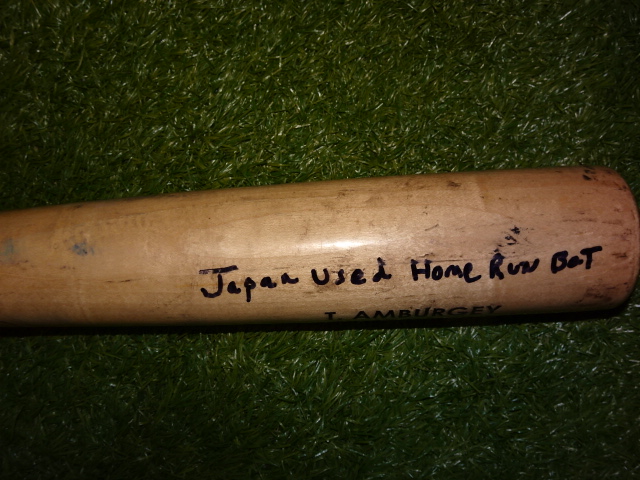 Japan Used Home Run Bat
T. AMBURGEY